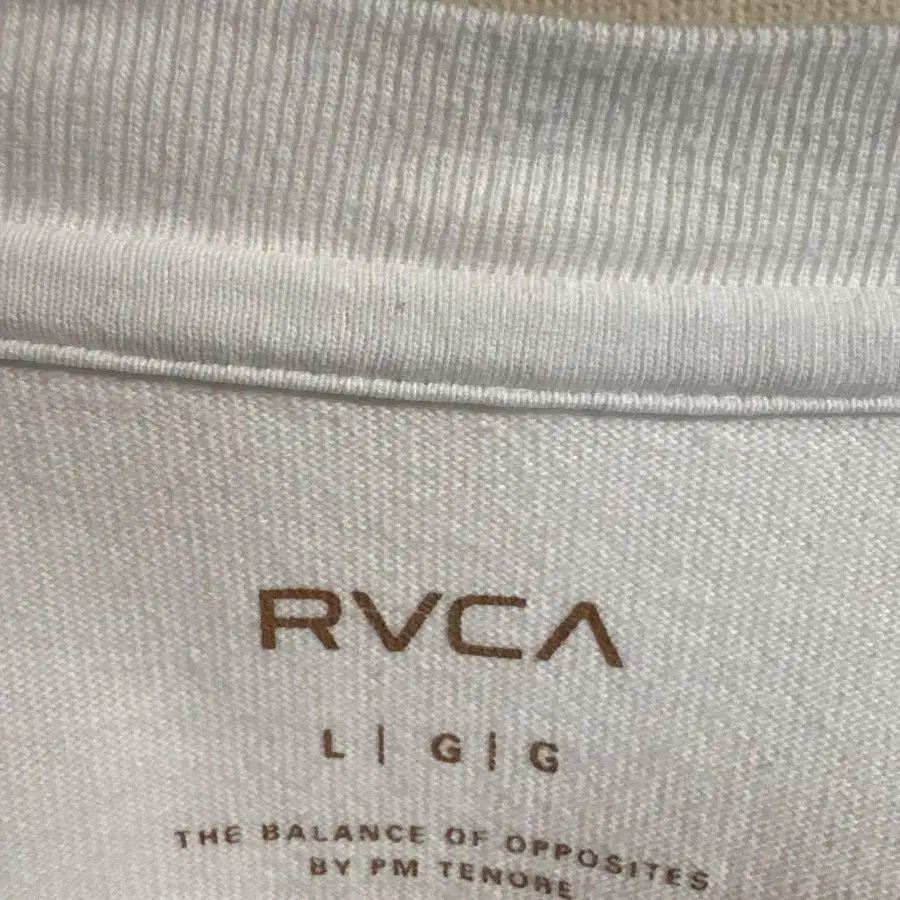 RVCA
L | G | G
THE BALANCE OF OPPOSITES
BY PM TENORE